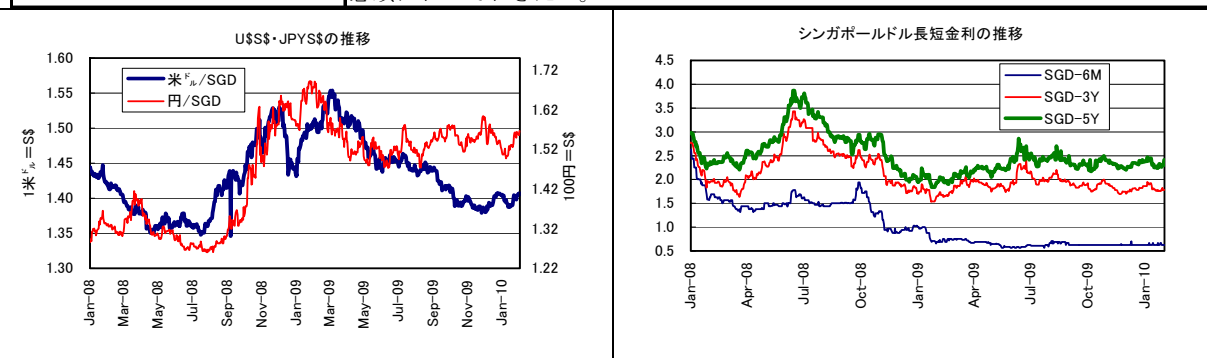 U$S$・JPYS$の推移
1.60
1.55
1.50
1.45
1.40
1.35
1.30
1米㌦=S$
米㌦/SGD
円/SGD
1.72
1.62
1.52
1.42
1.32
1.22
100円=S$
Jan-08
Mar-08
May-08
Jul-08
Sep-08
Nov-08
Jan-09
Mar-09
May-09
Jul-09
Sep-09
Nov-09
Jan-10
シンガポールドル長短金利の推移
4.5
4.0
3.5
3.0
2.5
2.0
1.5
1.0
0.5
SGD-6M
SGD-3Y
SGD-5Y
Jan-08
Apr-08
Jul-08
Oct-08
Jan-09
Apr-09
Jul-09
Oct-09
Jan-10